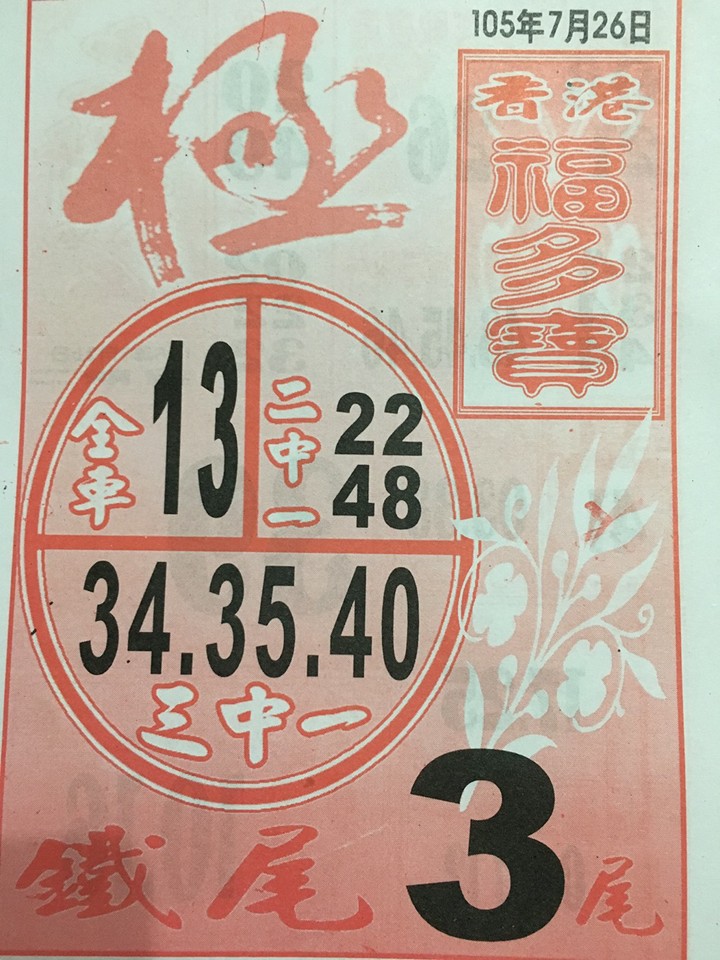 105年7月26日
極
香港
福多寶
全車
13
二中一
22
48
34.35.40
三中一
鐵尾
3尾